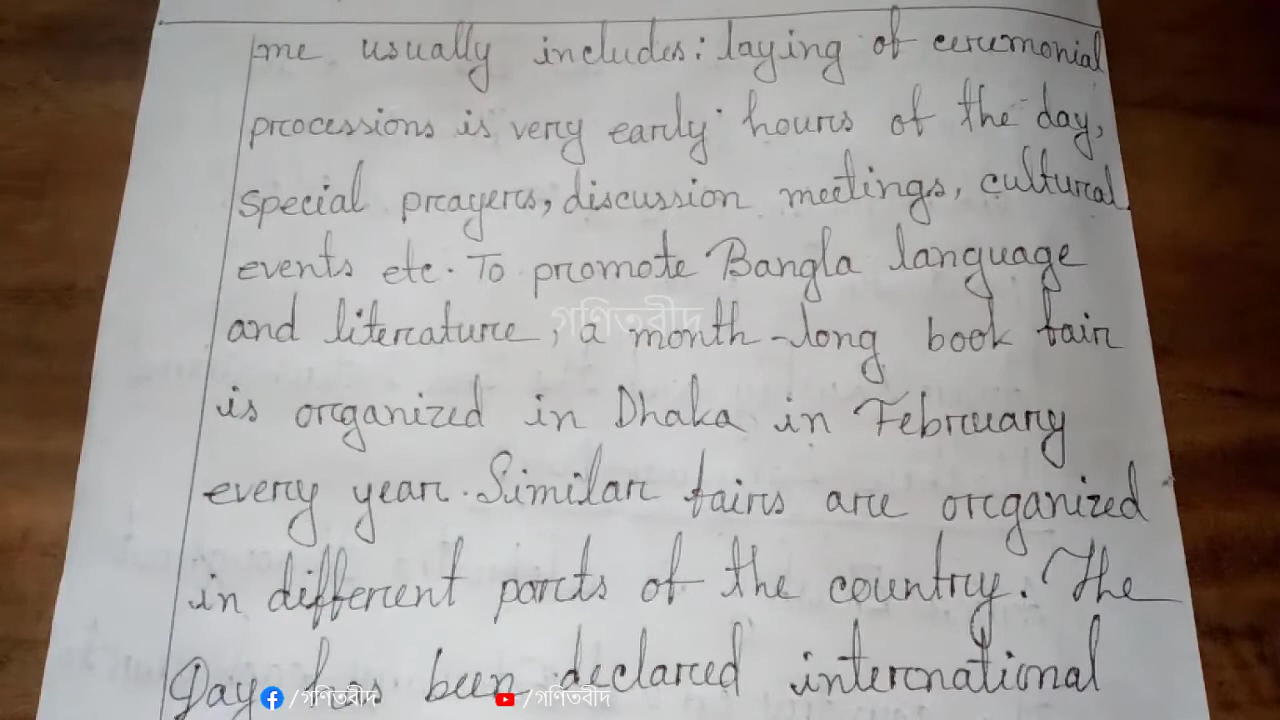 me usually includes: laying of ceremonial
processions is very early hours of the day,
special prayers, discussion meetings, cultural
events etc. To promote Bangla language
গণিতবীদ
and literature, a month-long book fair
is organized in Dhaka in February
every year. Similar fairs are organized
in different parts of the country. The
Day has been declared international
/গণিতবীদ /গণিতবীদ